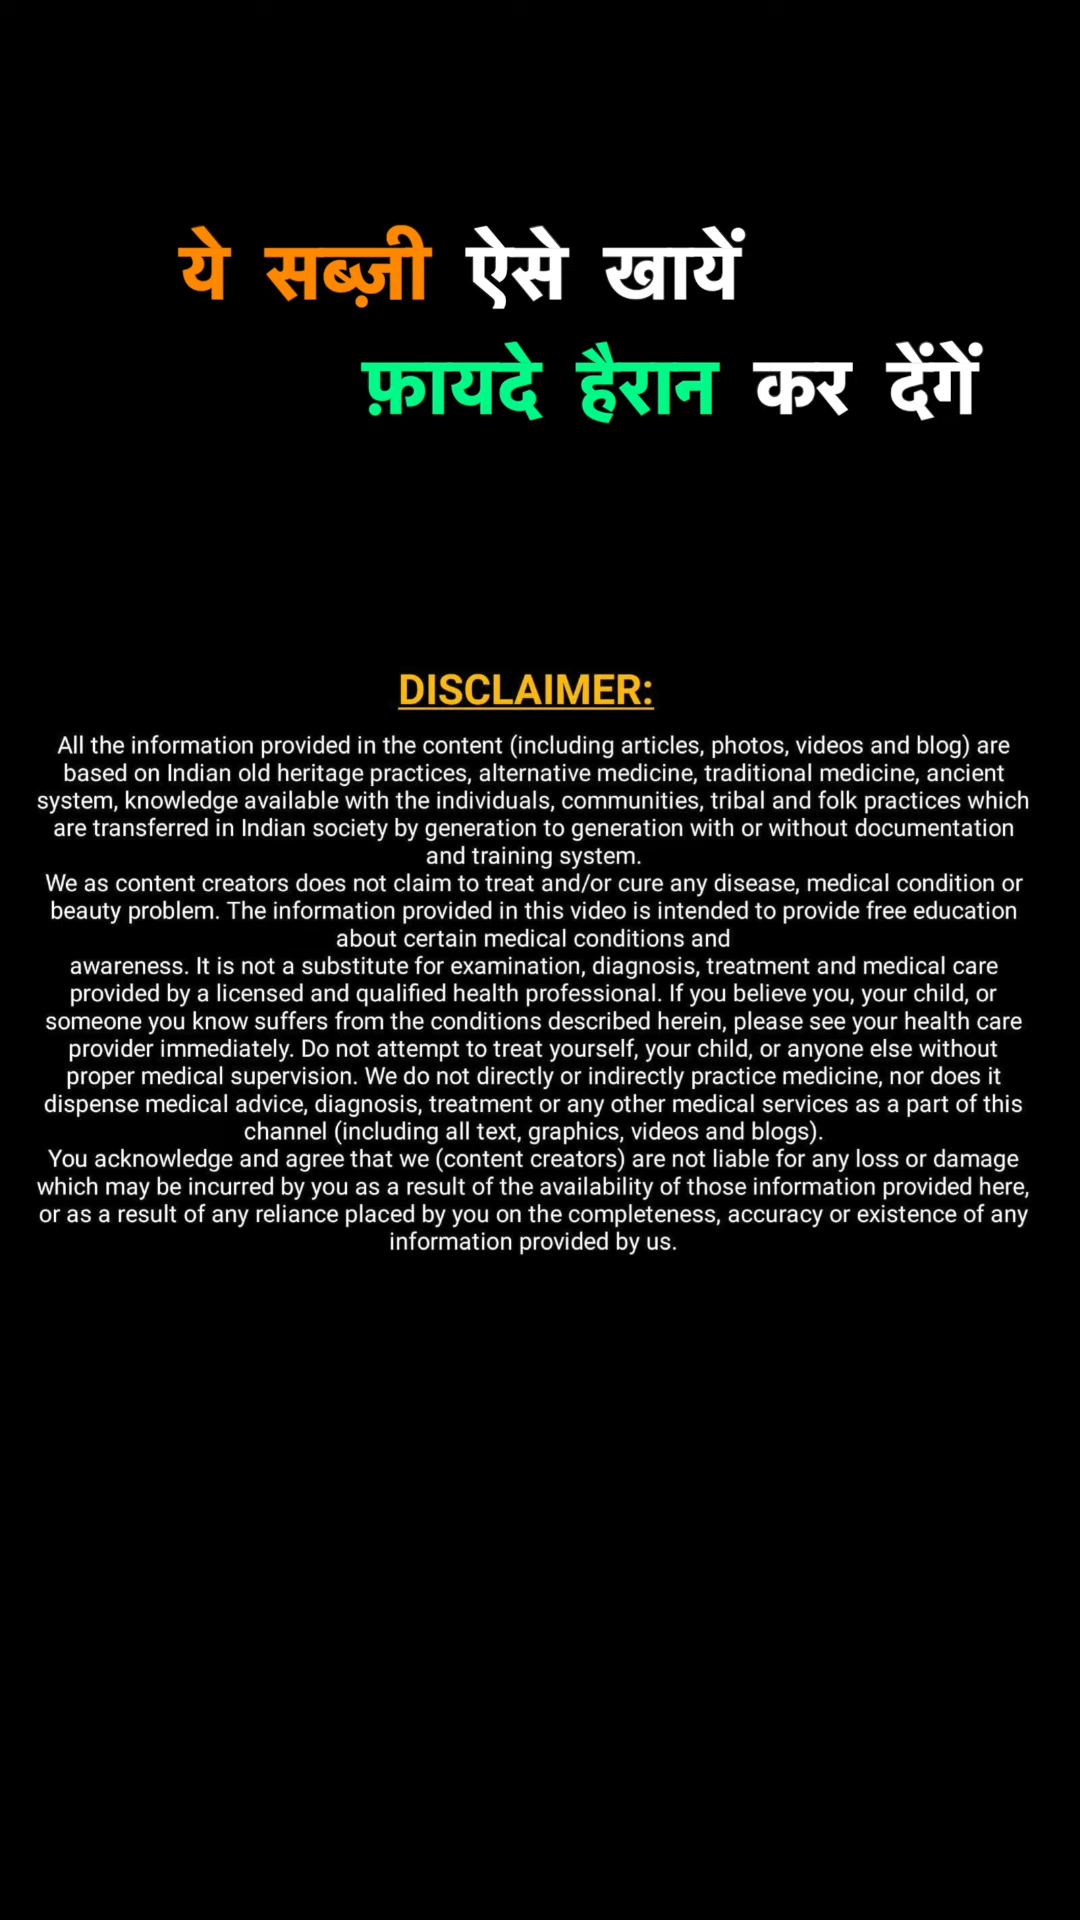 ये सब्ज़ी ऐसे खायें
फ़ायदे हैरान कर देंगें
DISCLAIMER:
All the information provided in the content (including articles, photos, videos and blog) are
based on Indian old heritage practices, alternative medicine, traditional medicine, ancient
system, knowledge available with the individuals, communities, tribal and folk practices which
are transferred in Indian society by generation to generation with or without documentation
and training system.
We as content creators does not claim to treat and/or cure any disease, medical condition or
beauty problem. The information provided in this video is intended to provide free education
about certain medical conditions and
awareness. It is not a substitute for examination, diagnosis, treatment and medical care
provided by a licensed and qualified health professional. If you believe you, your child, or
someone you know suffers from the conditions described herein, please see your health care
provider immediately. Do not attempt to treat yourself, your child, or anyone else without
proper medical supervision. We do not directly or indirectly practice medicine, nor does it
dispense medical advice, diagnosis, treatment or any other medical services as a part of this
channel (including all text, graphics, videos and blogs).
You acknowledge and agree that we (content creators) are not liable for any loss or damage
which may be incurred by you as a result of the availability of those information provided here,
or as a result of any reliance placed by you on the completeness, accuracy or existence of any
information provided by us.